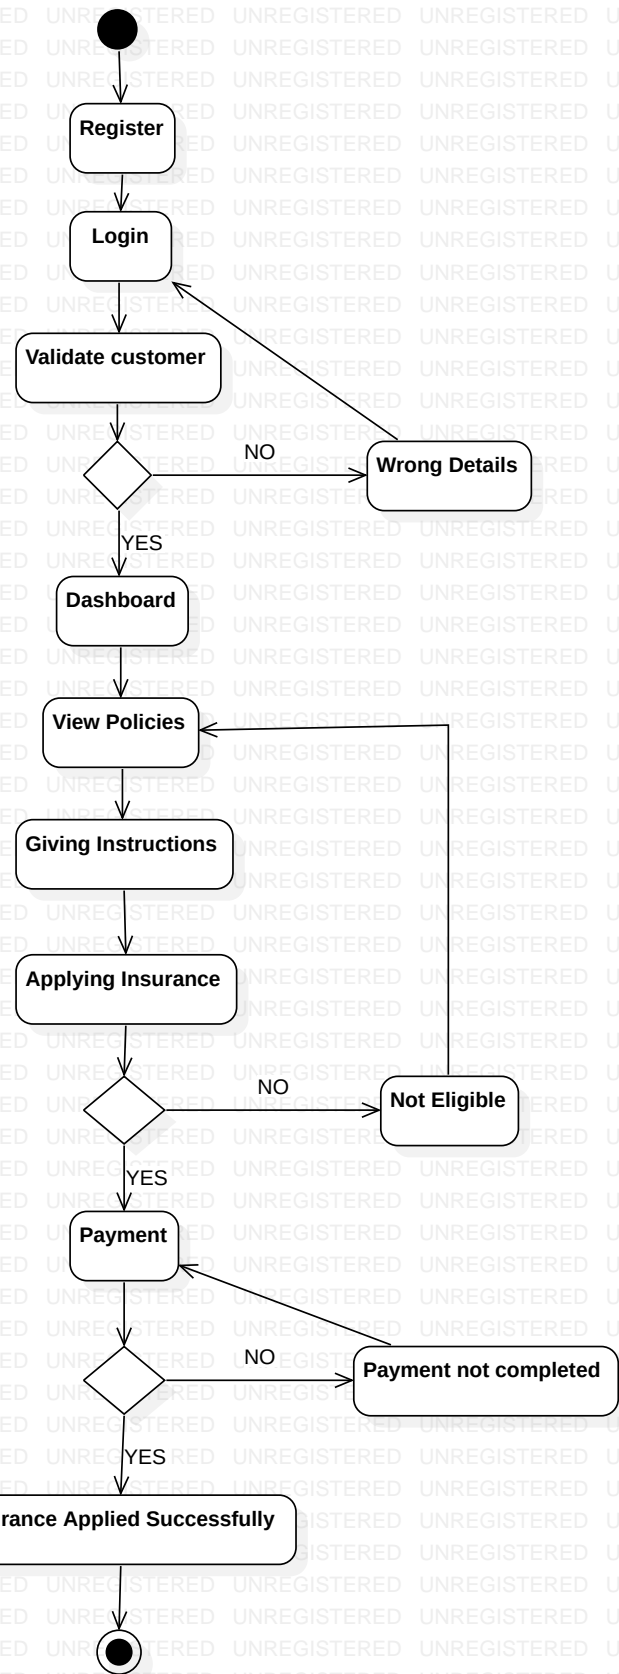 Register
Login
Validate customer
NO
Wrong Details
YES
Dashboard
View Policies
Giving Instructions
Applying Insurance
NO
Not Eligible
YES
Payment
NO
Payment not completed
YES
rance Applied Successfully
UNREGISTERED